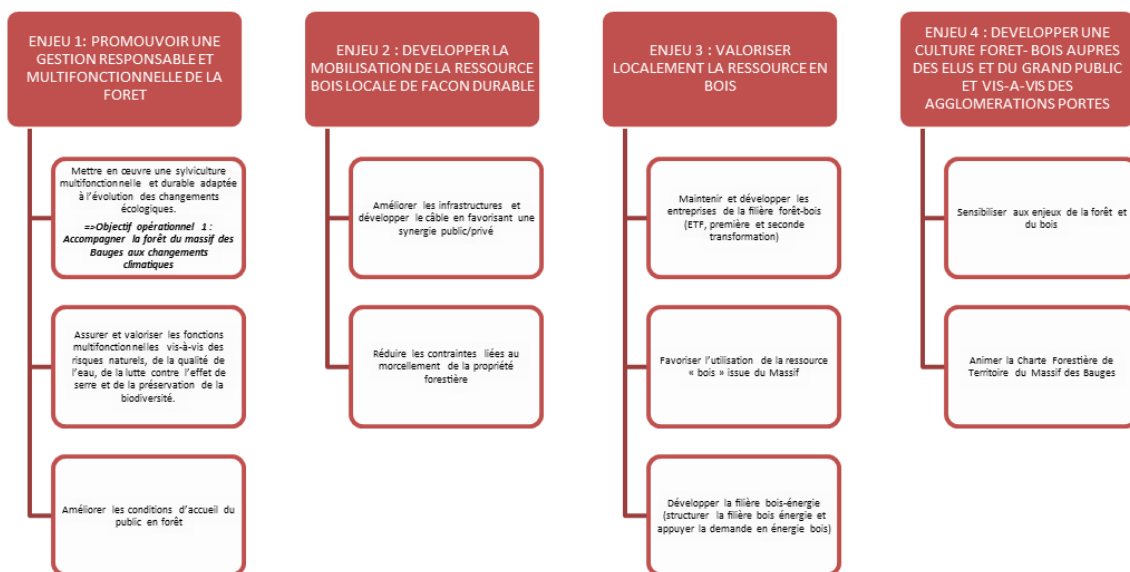 ENJEU 1: PROMOUVOIR UNE
GESTION RESPONSABLE ET
MULTIFONCTIONNELLE DE LA
FORET
Mettre en œuvre une sylviculture
multifonctionnelle et durable adaptée
à l'évolution des changements
écologiques.
=>Objectif opérationnel 1 :
Accompagner la forêt du massif des
Bauges aux changements
climatiques
Assurer et valoriser les fonctions
multifonctionnelles vis-à-vis des
risques naturels, de la qualité de
l'eau, de la lutte contre l'effet de
serre et de la préservation de la
biodiversité.
Améliorer les conditions d'accueil du
public en forêt
ENJEU 2 : DEVELOPPER LA
MOBILISATION DE LA RESSOURCE
BOIS LOCALE DE FACON DURABLE
Améliorer les infrastructures et
développer le câble en favorisant une
synergie public/privé
Réduire les contraintes liées au
morcellement de la propriété
forestière
ENJEU 3 : VALORISER
LOCALEMENT LA RESSOURCE EN
BOIS
Maintenir et développer les
entreprises de la filière forêt-bois
(ETF, première et seconde
transformation)
Favoriser l'utilisation de la ressource
« bois » issue du Massif
Développer la filière bois-énergie
(structurer la filière bois énergie et
appuyer la demande en énergie bois)
ENJEU 4 : DEVELOPPER UNE
CULTURE FORET- BOIS AUPRES
DES ELUS ET DU GRAND PUBLIC
ET VIS-A-VIS DES
AGGLOMERATIONS PORTES
Sensibiliser aux enjeux de la forêt et
du bois
Animer la Charte Forestière de
Territoire du Massif des Bauges